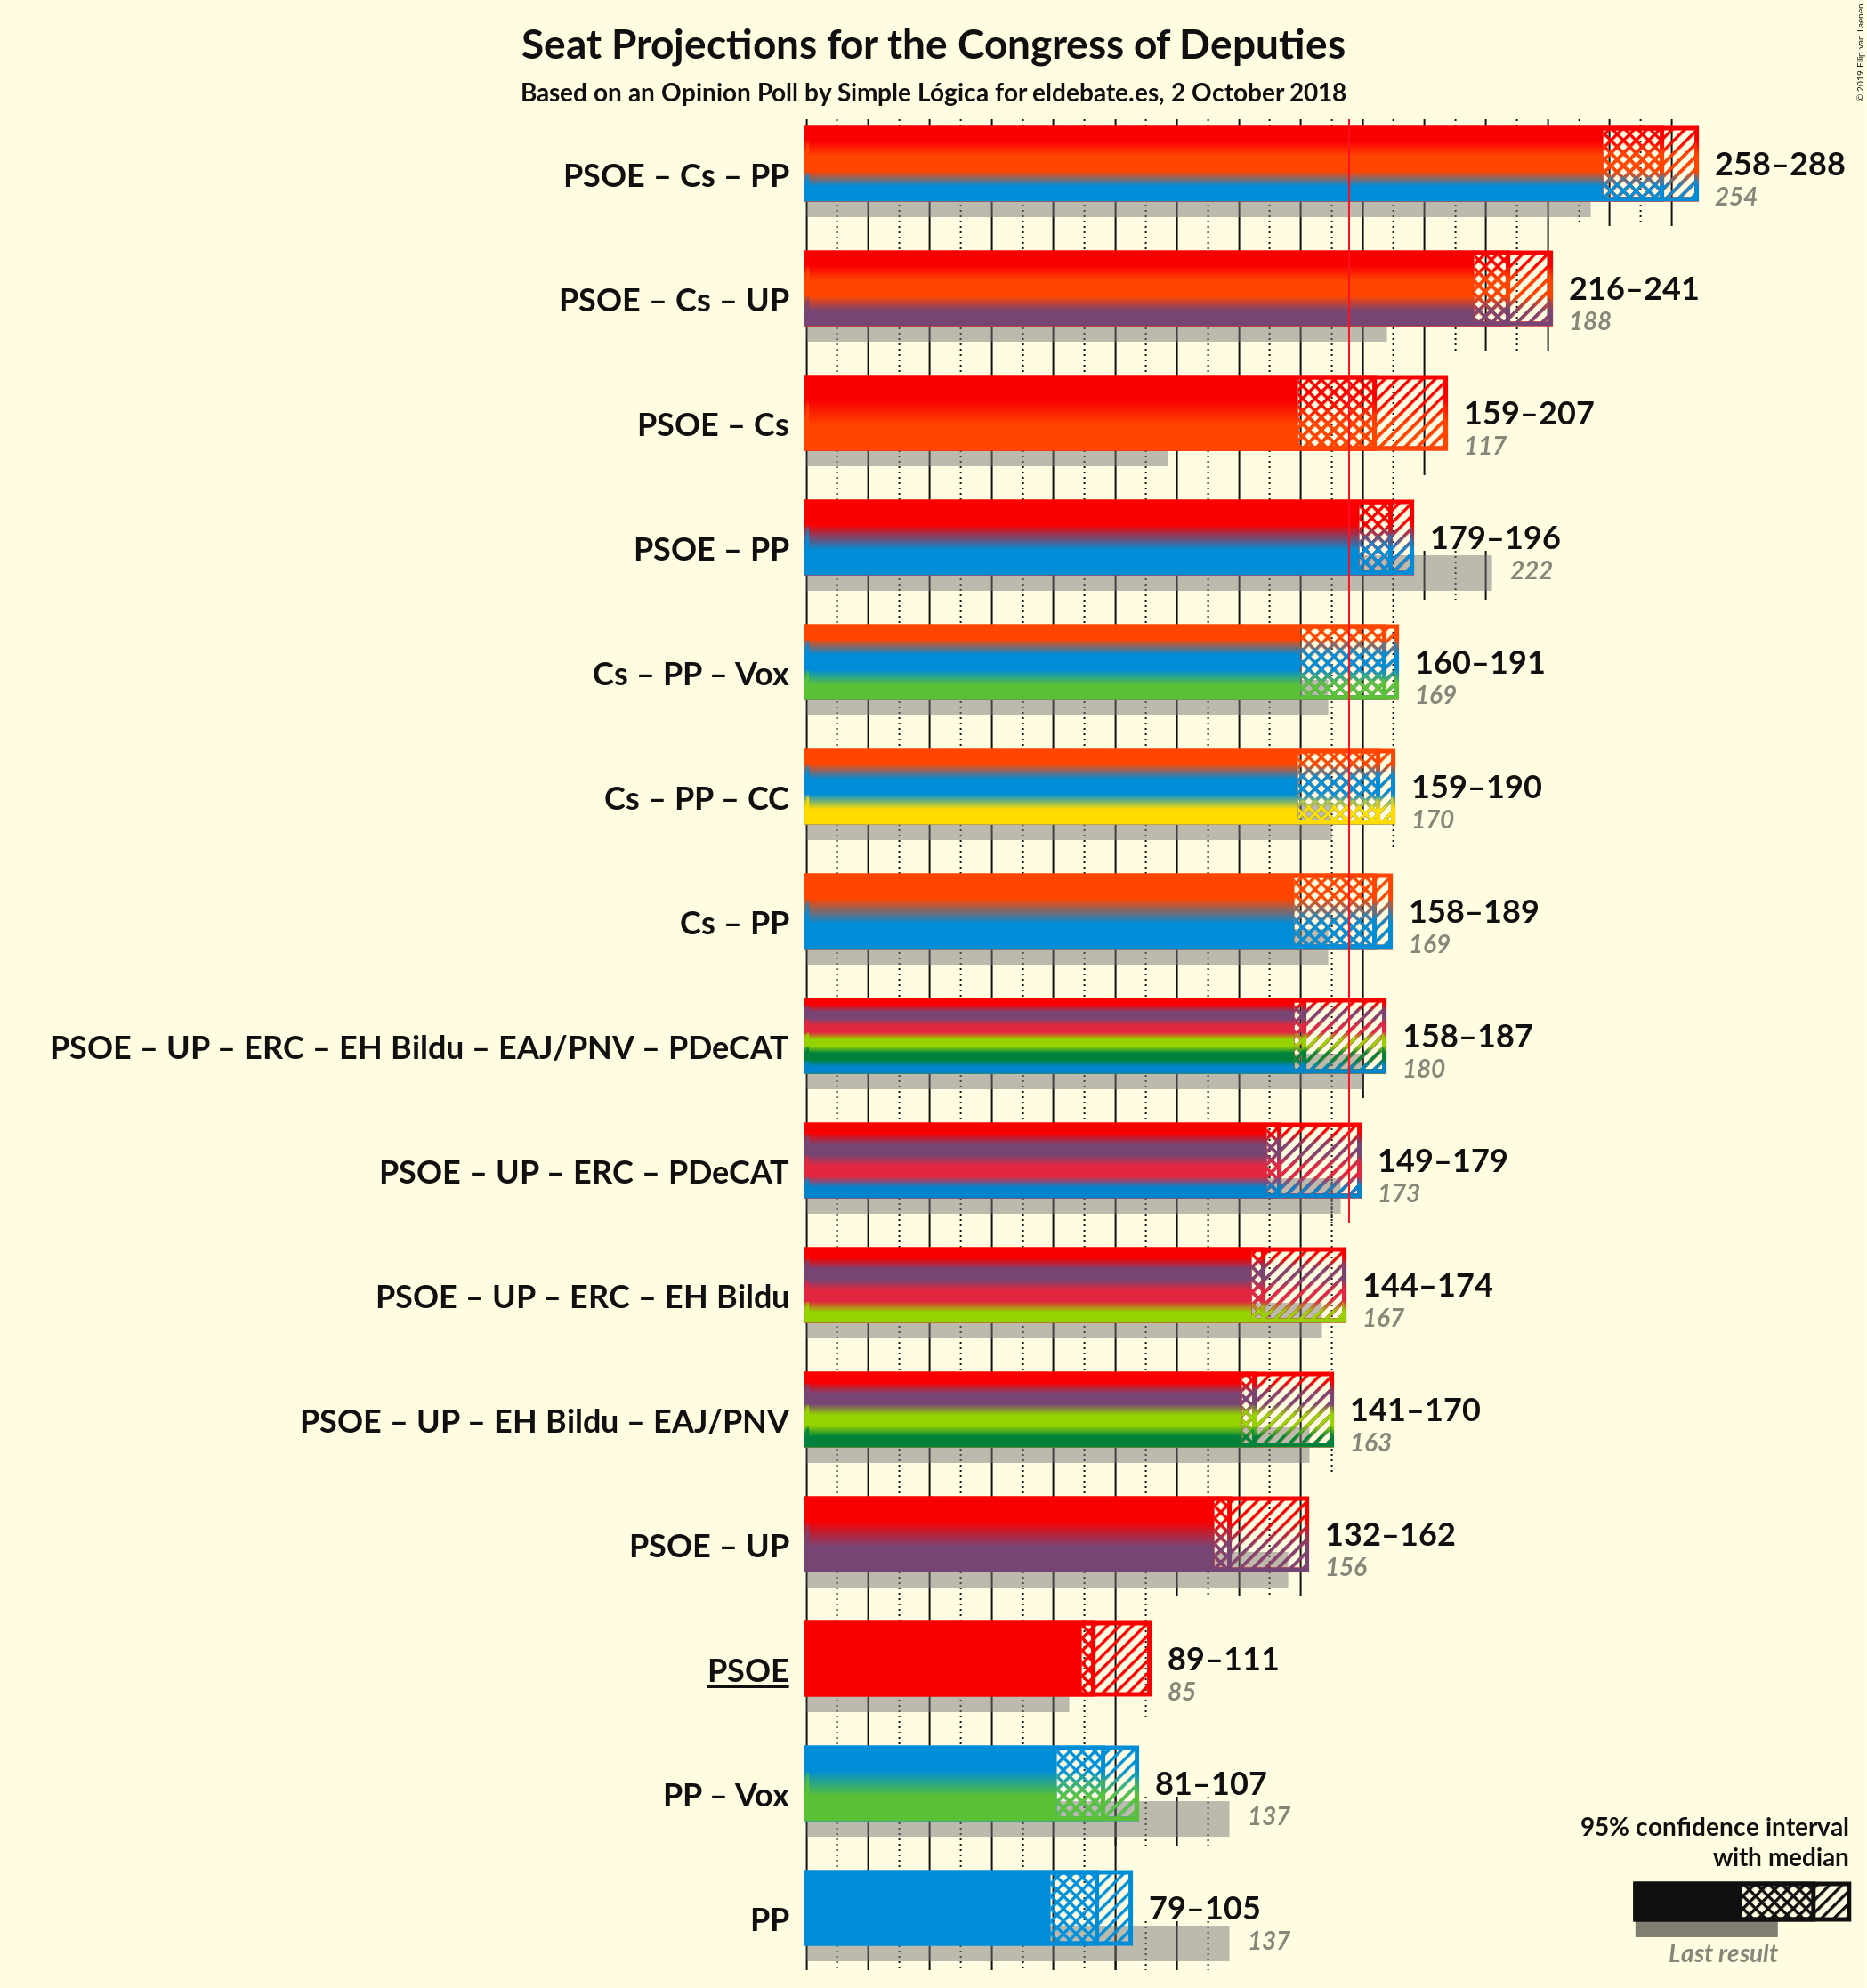 Seat Projections for the Congress of Deputies
Based on an Opinion Poll by Simple Lógica for eldebate.es, 2 October 2018
© 2019 Filip van Laenen
PSOE – Cs – PP
258–288
254
PSOE – Cs – UP
216–241
188
PSOE – Cs
159–207
117
PSOE – PP
179–196
222
Cs – PP – Vox
160–191
169
Cs – PP – CC
159–190
170
Cs – PP
158–189
169
PSOE – UP – ERC – EH Bildu – EAJ/PNV – PDeCAT
158–187
180
PSOE – UP – ERC – PDeCAT
149–179
173
PSOE – UP – ERC – EH Bildu
144–174
167
PSOE – UP – EH Bildu – EAJ/PNV
141–170
163
PSOE – UP
132–162
156
PSOE
89–111
85
PP – Vox
81–107
137
PP
79–105
137
95% confidence interval
with median
Last result